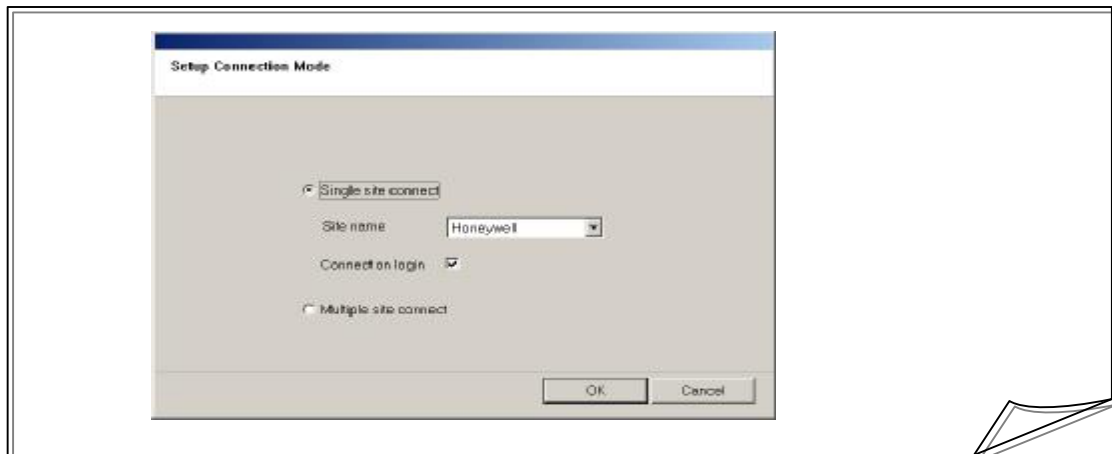 Setup Connection Mode
Single site connect
Site name Honeywell
Connect on login
Multiple site connect
OK Cancel